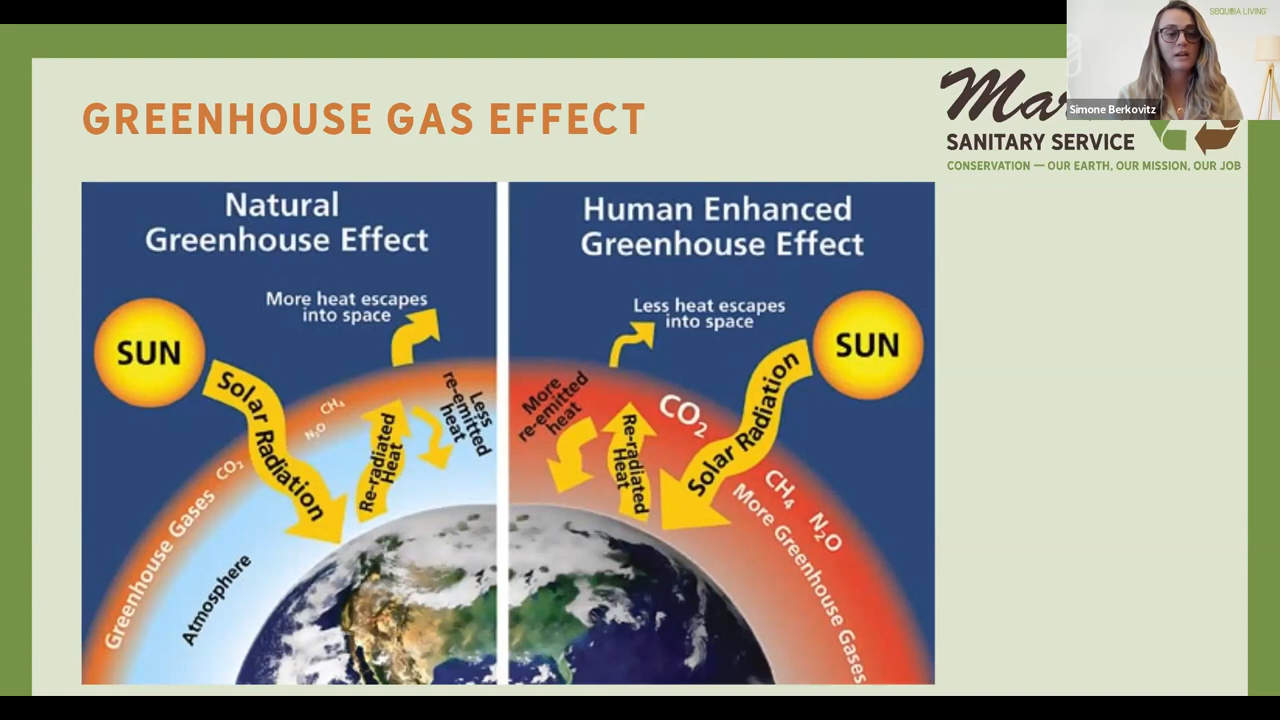 SEQUOIA LIVING
Simone Berkovitz
GREENHOUSE GAS EFFECT
SANITARY SERVICE
CONSERVATION — OUR EARTH, OUR MISSION, OUR JOB
Natural
Greenhouse Effect
More heat escapes
into space
SUN
Solar Radiation
CH4
N2O
CO2
Re-radiated
Heat
Less
re-emitted
heat
Greenhouse Gases
Atmosphere
Human Enhanced
Greenhouse Effect
Less heat escapes
into space
SUN
Solar Radiation
More
re-emitted
heat
Re-radiated
Heat
CO2
CH4
N2O
More Greenhouse Gases